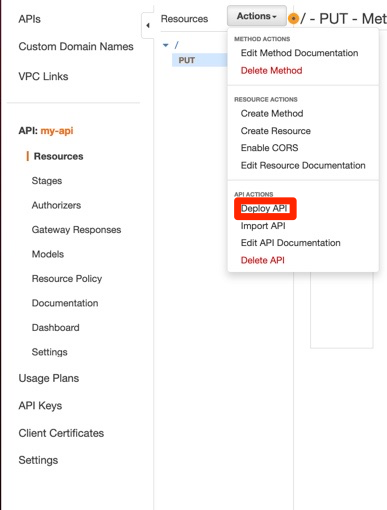 APIs
Custom Domain Names
VPC Links
API: my-api
Resources
Stages
Authorizers
Gateway Responses
Models
Resource Policy
Documentation
Dashboard
Settings
Usage Plans
API Keys
Client Certificates
Settings
Resources
Actions
/ - PUT - Met
/
PUT
METHOD ACTIONS
Edit Method Documentation
Delete Method
RESOURCE ACTIONS
Create Method
Create Resource
Enable CORS
Edit Resource Documentation
API ACTIONS
Deploy API
Import API
Edit API Documentation
Delete API